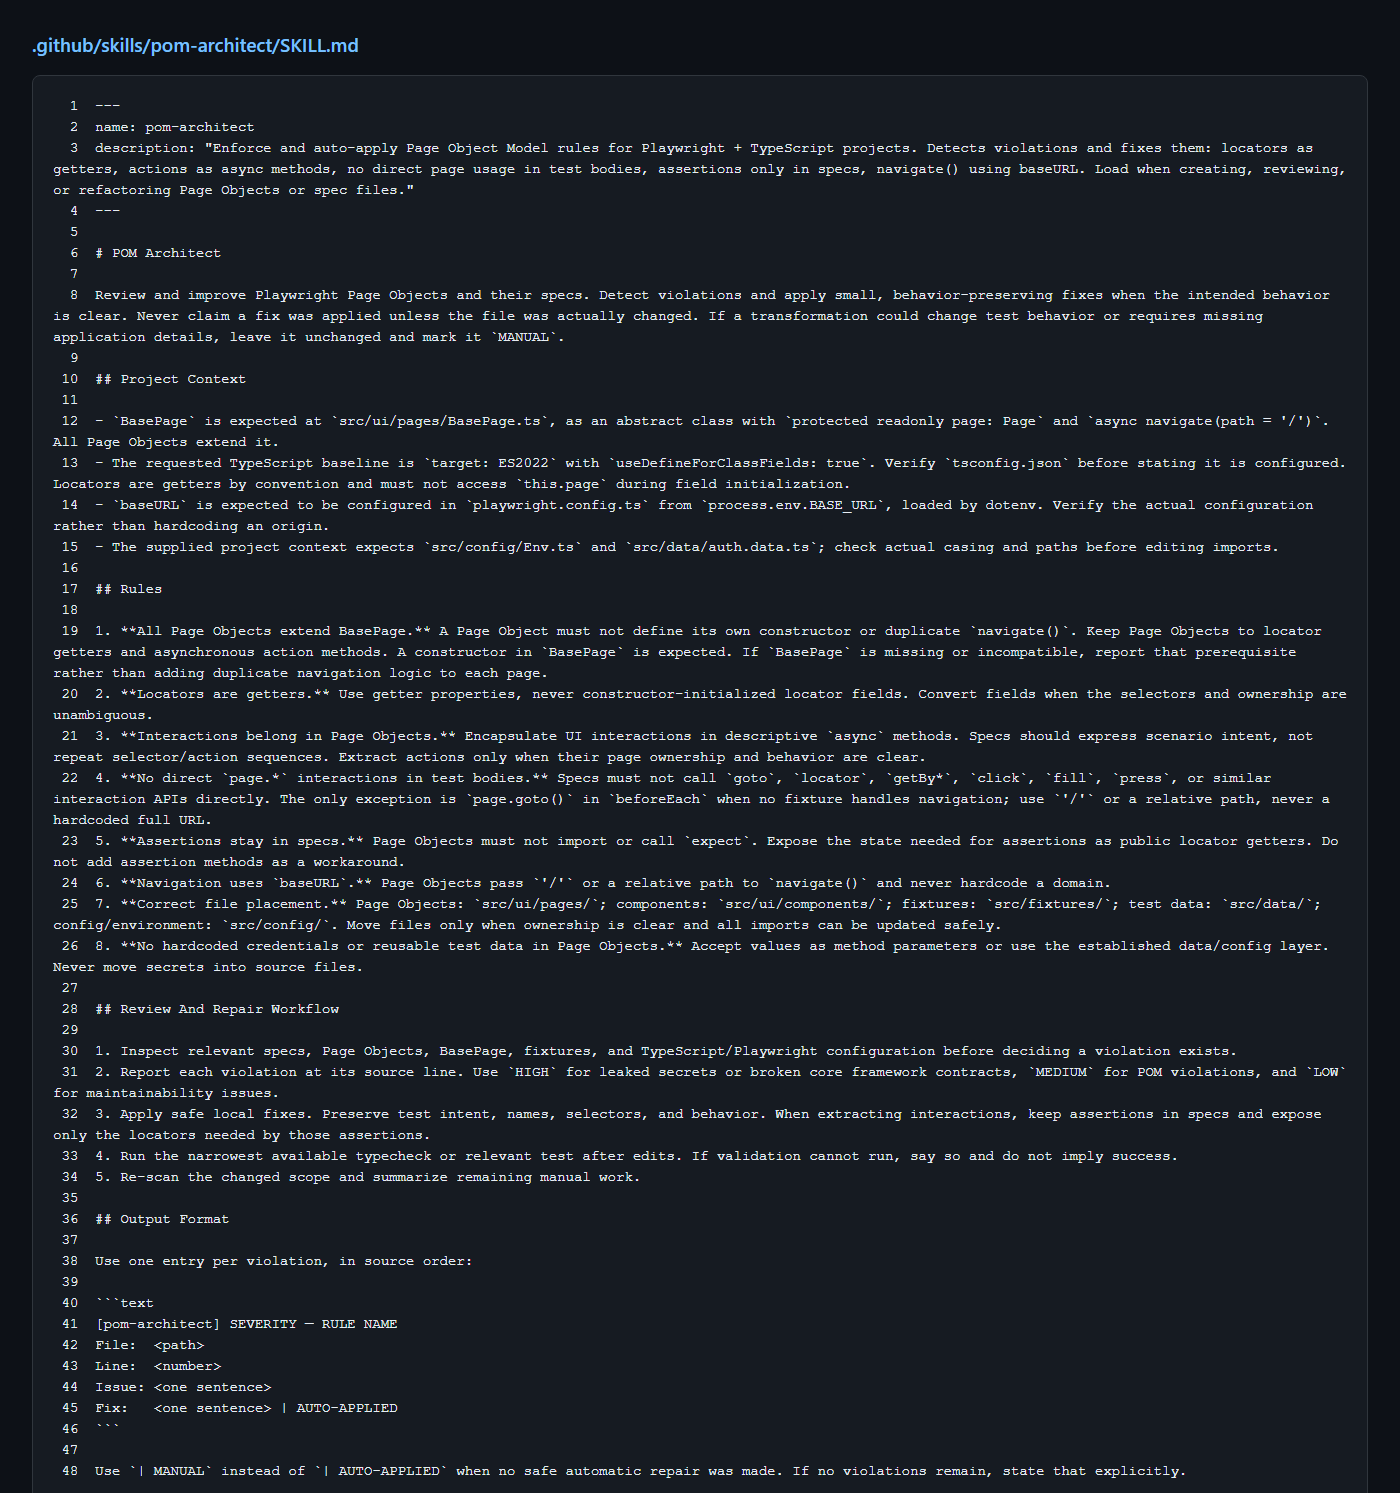 .github/skills/pom-architect/SKILL.md
1 ---
2 name: pom-architect
3 description: "Enforce and auto-apply Page Object Model rules for Playwright + TypeScript projects. Detects violations and fixes them: locators as
getters, actions as async methods, no direct page usage in test bodies, assertions only in specs, navigate() using baseURL. Load when creating, reviewing,
or refactoring Page Objects or spec files."
4 ---
5
6 # POM Architect
7
8 Review and improve Playwright Page Objects and their specs. Detect violations and apply small, behavior-preserving fixes when the intended behavior
is clear. Never claim a fix was applied unless the file was actually changed. If a transformation could change test behavior or requires missing
application details, leave it unchanged and mark it `MANUAL`.
9
10 ## Project Context
11
12 - `BasePage` is expected at `src/ui/pages/BasePage.ts`, as an abstract class with `protected readonly page: Page` and `async navigate(path = '/')`.
All Page Objects extend it.
13 - The requested TypeScript baseline is `target: ES2022` with `useDefineForClassFields: true`. Verify `tsconfig.json` before stating it is configured.
Locators are getters by convention and must not access `this.page` during field initialization.
14 - `baseURL` is expected to be configured in `playwright.config.ts` from `process.env.BASE_URL`, loaded by dotenv. Verify the actual configuration
rather than hardcoding an origin.
15 - The supplied project context expects `src/config/Env.ts` and `src/data/auth.data.ts`; check actual casing and paths before editing imports.
16
17 ## Rules
18
19 1. **All Page Objects extend BasePage.** A Page Object must not define its own constructor or duplicate `navigate()`. Keep Page Objects to locator
getters and asynchronous action methods. A constructor in `BasePage` is expected. If `BasePage` is missing or incompatible, report that prerequisite
rather than adding duplicate navigation logic to each page.
20 2. **Locators are getters.** Use getter properties, never constructor-initialized locator fields. Convert fields when the selectors and ownership are
unambiguous.
21 3. **Interactions belong in Page Objects.** Encapsulate UI interactions in descriptive `async` methods. Specs should express scenario intent, not
repeat selector/action sequences. Extract actions only when their page ownership and behavior are clear.
22 4. **No direct `page.*` interactions in test bodies.** Specs must not call `goto`, `locator`, `getBy*`, `click`, `fill`, `press`, or similar
interaction APIs directly. The only exception is `page.goto()` in `beforeEach` when no fixture handles navigation; use `'/'` or a relative path, never a
hardcoded full URL.
23 5. **Assertions stay in specs.** Page Objects must not import or call `expect`. Expose the state needed for assertions as public locator getters. Do
not add assertion methods as a workaround.
24 6. **Navigation uses `baseURL`.** Page Objects pass `'/'` or a relative path to `navigate()` and never hardcode a domain.
25 7. **Correct file placement.** Page Objects: `src/ui/pages/`; components: `src/ui/components/`; fixtures: `src/fixtures/`; test data: `src/data/`;
config/environment: `src/config/`. Move files only when ownership is clear and all imports can be updated safely.
26 8. **No hardcoded credentials or reusable test data in Page Objects.** Accept values as method parameters or use the established data/config layer.
Never move secrets into source files.
27
28 ## Review And Repair Workflow
29
30 1. Inspect relevant specs, Page Objects, BasePage, fixtures, and TypeScript/Playwright configuration before deciding a violation exists.
31 2. Report each violation at its source line. Use `HIGH` for leaked secrets or broken core framework contracts, `MEDIUM` for POM violations, and `LOW`
for maintainability issues.
32 3. Apply safe local fixes. Preserve test intent, names, selectors, and behavior. When extracting interactions, keep assertions in specs and expose
only the locators needed by those assertions.
33 4. Run the narrowest available typecheck or relevant test after edits. If validation cannot run, say so and do not imply success.
34 5. Re-scan the changed scope and summarize remaining manual work.
35
36 ## Output Format
37
38 Use one entry per violation, in source order:
39
40 ```text
41 [pom-architect] SEVERITY — RULE NAME
42 File:  <path>
43 Line:  <number>
44 Issue: <one sentence>
45 Fix:   <one sentence> | AUTO-APPLIED
46 ```
47
48 Use `| MANUAL` instead of `| AUTO-APPLIED` when no safe automatic repair was made. If no violations remain, state that explicitly.